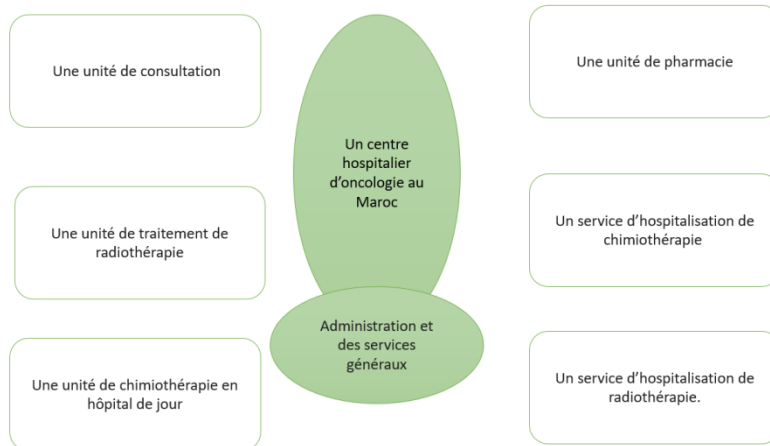 Une unité de consultation
Une unité de traitement de
radiothérapie
Une unité de chimiothérapie en
hôpital de jour
Un centre
hospitalier
d’oncologie au
Maroc
Administration et
des services
généraux
Une unité de pharmacie
Un service d’hospitalisation de
chimiothérapie
Un service d’hospitalisation de
radiothérapie.